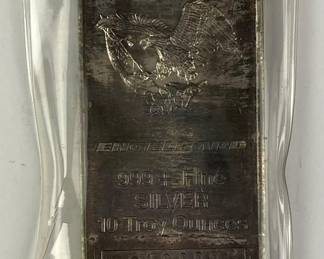 ENGELHARD
999+ Fine
SILVER
10 Troy Ounces